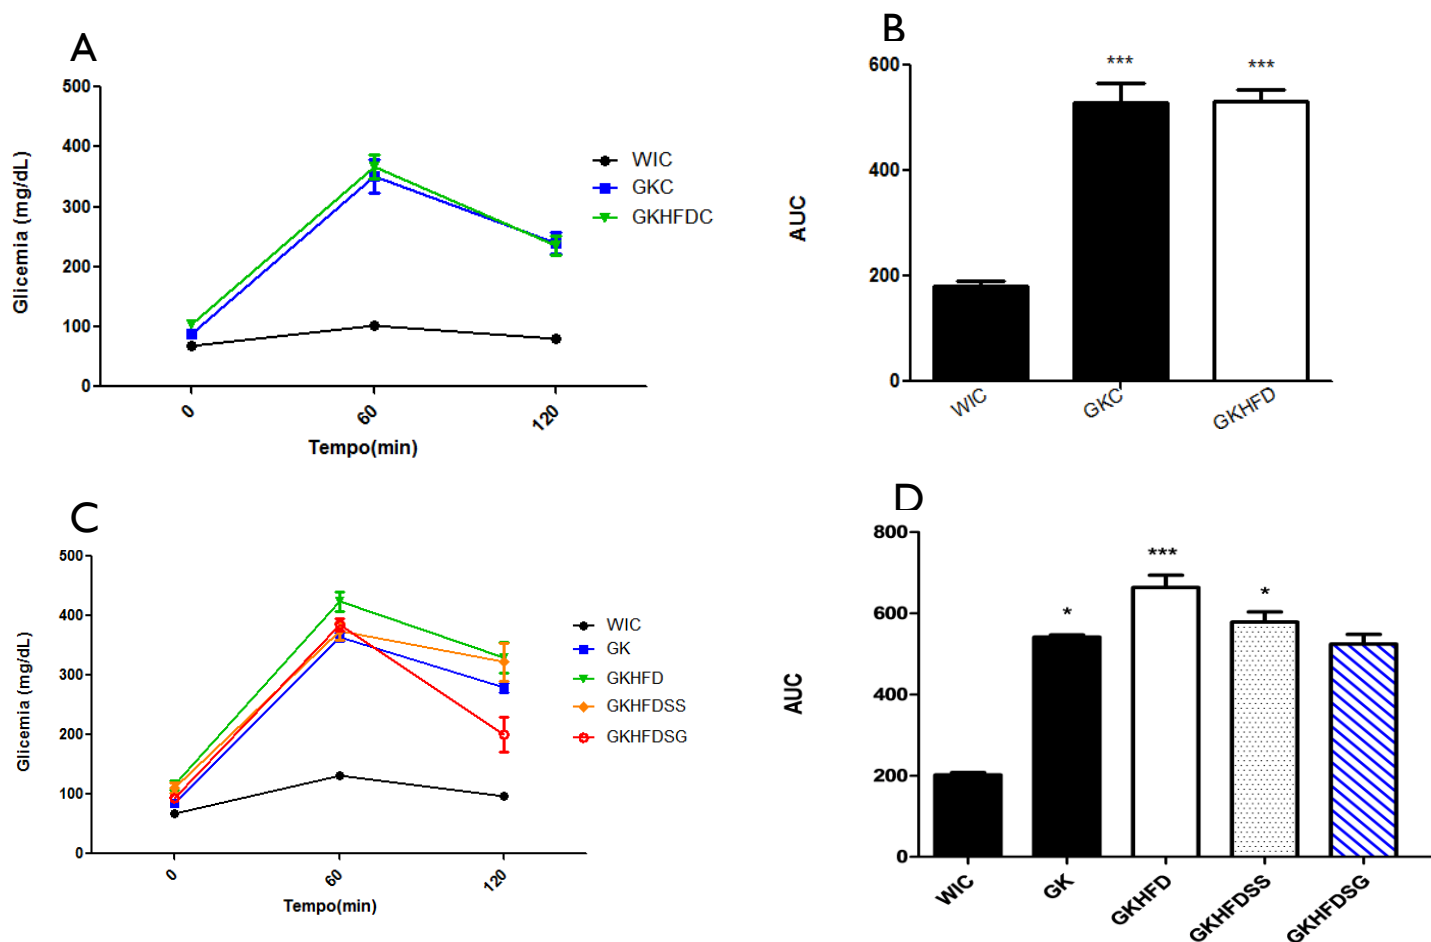 A
500
400
300
200
100
0
Glicemia (mg/dL)
0
60
120
Tempo(min)
WIC
GKC
GKHFDC
B
600
400
200
0
AUC
***
***
WIC
GKC
GKHFD
C
500
400
300
200
100
0
Glicemia (mg/dL)
0
60
120
Tempo(min)
WIC
GK
GKHFD
GKHFDSS
GKHFDSG
D
800
600
400
200
0
AUC
*
***
*
WIC
GK
GKHFD
GKHFDSS
GKHFDSG